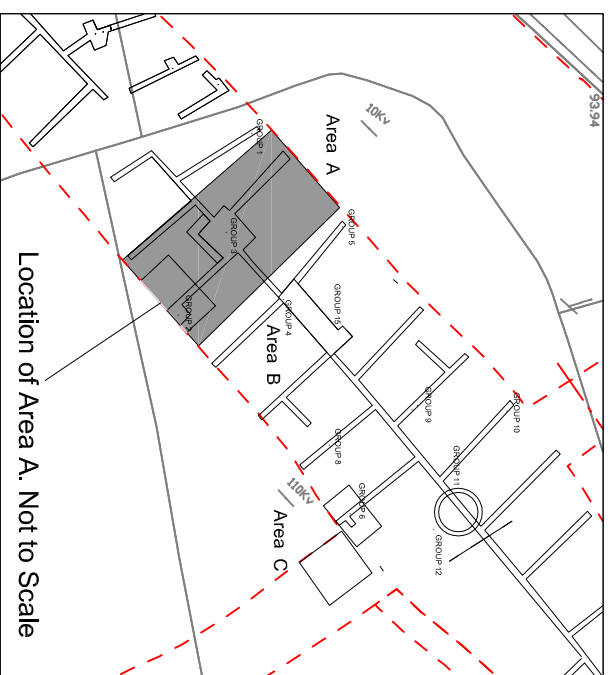 93.94
10Kv
Area A
GROUP 1
GROUP 5
GROUP 3
GROUP 2
GROUP 4
GROUP 15
Area B
GROUP 10
GROUP 9
GROUP 8
GROUP 11
GROUP 6
110Kv
GROUP 12
Area C
Location of Area A. Not to Scale